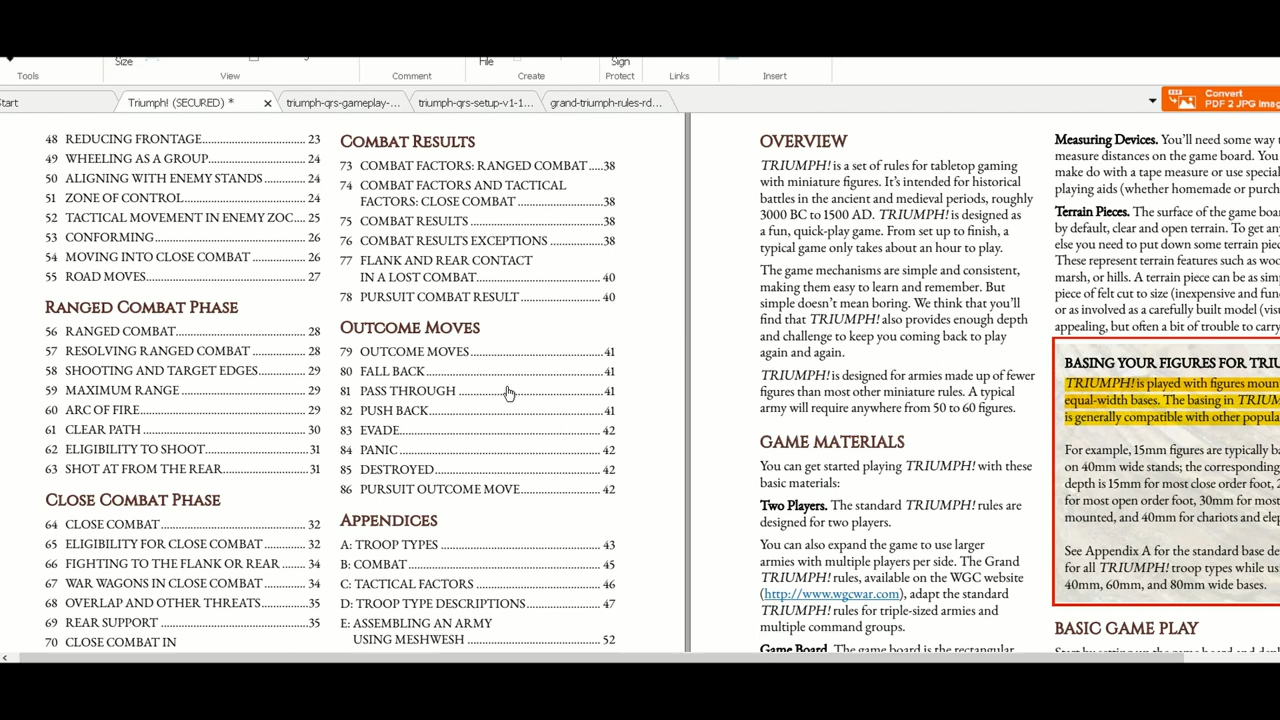 Size
File
Sign
Tools
View
Comment
Create
Protect
Links
Insert
tart
Triumph! (SECURED) *
triumph-qrs-gameplay-...
triumph-qrs-setup-v1-1...
grand-triumph-rules-rd...
Convert
PDF 2 JPG Imag
48 REDUCING FRONTAGE 23
49 WHEELING AS A GROUP 24
50 ALIGNING WITH ENEMY STANDS 24
51 ZONE OF CONTROL 24
52 TACTICAL MOVEMENT IN ENEMY ZOC 25
53 CONFORMING 26
54 MOVING INTO CLOSE COMBAT 26
55 ROAD MOVES 27
RANGED COMBAT PHASE
56 RANGED COMBAT 28
57 RESOLVING RANGED COMBAT 28
58 SHOOTING AND TARGET EDGES 29
59 MAXIMUM RANGE 29
60 ARC OF FIRE 29
61 CLEAR PATH 30
62 ELIGIBILITY TO SHOOT 31
63 SHOT AT FROM THE REAR 31
CLOSE COMBAT PHASE
64 CLOSE COMBAT 32
65 ELIGIBILITY FOR CLOSE COMBAT 32
66 FIGHTING TO THE FLANK OR REAR 34
67 WAR WAGONS IN CLOSE COMBAT 34
68 OVERLAP AND OTHER THREATS 35
69 REAR SUPPORT 35
70 CLOSE COMBAT IN
COMBAT RESULTS
73 COMBAT FACTORS: RANGED COMBAT 38
74 COMBAT FACTORS AND TACTICAL
FACTORS: CLOSE COMBAT 38
75 COMBAT RESULTS 38
76 COMBAT RESULTS EXCEPTIONS 38
77 FLANK AND REAR CONTACT
IN A LOST COMBAT 40
78 PURSUIT COMBAT RESULT 40
OUTCOME MOVES
79 OUTCOME MOVES 41
80 FALL BACK 41
81 PASS THROUGH 41
82 PUSH BACK 41
83 EVADE 42
84 PANIC 42
85 DESTROYED 42
86 PURSUIT OUTCOME MOVE 42
APPENDICES
A: TROOP TYPES 43
B: COMBAT 45
C: TACTICAL FACTORS 46
D: TROOP TYPE DESCRIPTIONS 47
E: ASSEMBLING AN ARMY
USING MESHWESH 52
OVERVIEW
TRIUMPH! is a set of rules for tabletop gaming
with miniature figures. It's intended for historical
battles in the ancient and medieval periods, roughly
3000 BC to 1500 AD. TRIUMPH! is designed as
a fun, quick-play game. From set up to finish, a
typical game only takes about an hour to play.
The game mechanisms are simple and consistent,
making them easy to learn and remember. But
simple doesn't mean boring. We think that you'll
find that TRIUMPH! also provides enough depth
and challenge to keep you coming back to play
again and again.
TRIUMPH! is designed for armies made up of fewer
figures than most other miniature rules. A typical
army will require anywhere from 50 to 60 figures.
GAME MATERIALS
You can get started playing TRIUMPH! with these
basic materials:
Two Players. The standard TRIUMPH! rules are
designed for two players.
You can also expand the game to use larger
armies with multiple players per side. The Grand
TRIUMPH! rules, available on the WGC website
(http://www.wgcwar.com), adapt the standard
TRIUMPH! rules for triple-sized armies and
multiple command groups.
Game Board. The game board is the rectangular
Measuring Devices. You'll need some way t
measure distances on the game board. You
make do with a tape measure or use special
playing aids (whether homemade or purch
Terrain Pieces. The surface of the game boar
by default, clear and open terrain. To get any
else you need to put down some terrain piec
These represent terrain features such as woo
marsh, or hills. A terrain piece can be as sim
piece of felt cut to size (inexpensive and fun
or as involved as a carefully built model (visu
appealing, but often a bit of trouble to carry
BASING YOUR FIGURES FOR TRIU
TRIUMPH! is played with figures moun
equal-width bases. The basing in TRIUM
is generally compatible with other popula
For example, 15mm figures are typically ba
on 40mm wide stands; the corresponding
depth is 15mm for most close order foot, 2
for most open order foot, 30mm for most
mounted, and 40mm for chariots and elep
See Appendix A for the standard base de
for all TRIUMPH! troop types while usi
40mm, 60mm, and 80mm wide bases.
BASIC GAME PLAY